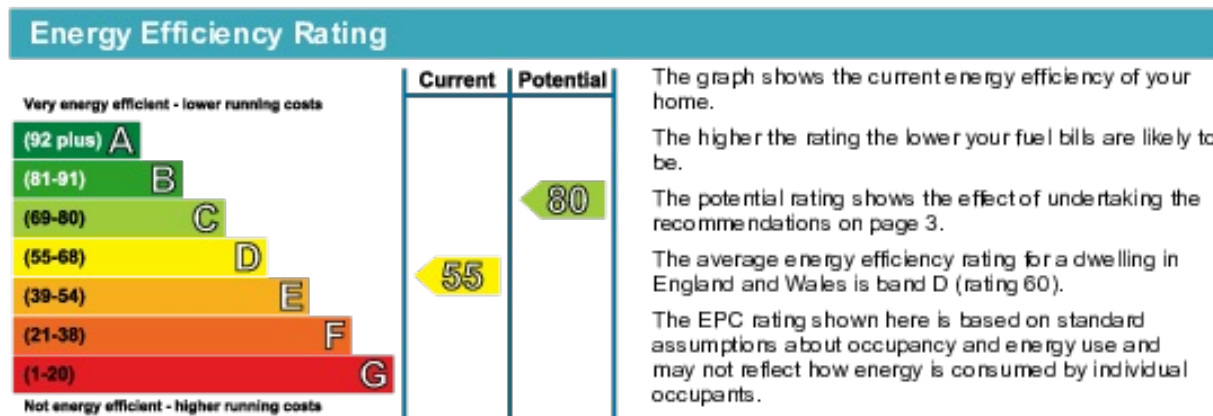 Energy Efficiency Rating
Current Potential
Very energy efficient - lower running costs
(92 plus) A
(81-91) B
(69-80) C
(55-68) D
(39-54) E
(21-38) F
(1-20) G
Not energy efficient - higher running costs
55
80
The graph shows the current energy efficiency of your
home.
The higher the rating the lower your fuel bills are likely to
be.
The potential rating shows the effect of undertaking the
recommendations on page 3.
The average energy efficiency rating for a dwelling in
England and Wales is band D (rating 60).
The EPC rating shown here is based on standard
assumptions about occupancy and energy use and
may not reflect how energy is consumed by individual
occupants.